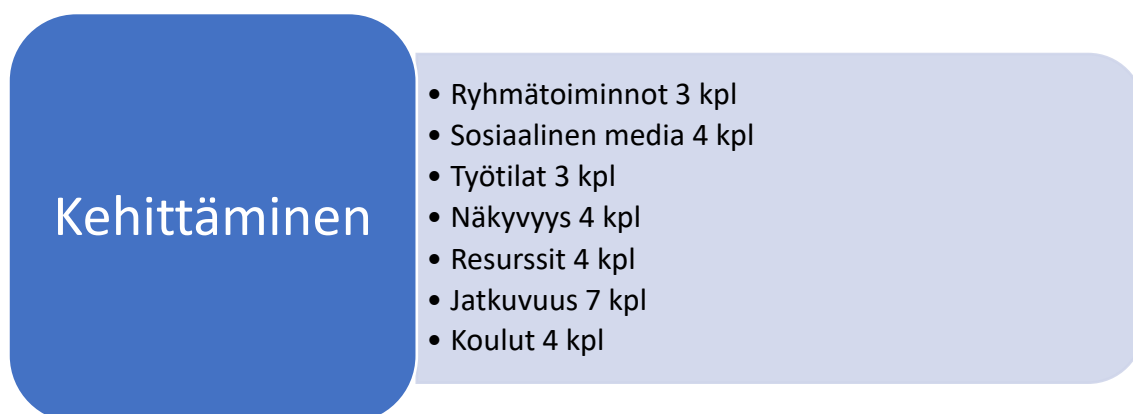 Kehittäminen
• Ryhmätoiminnot 3 kpl
• Sosiaalinen media 4 kpl
• Työtilat 3 kpl
• Näkyvyys 4 kpl
• Resurssit 4 kpl
• Jatkuvuus 7 kpl
• Koulut 4 kpl